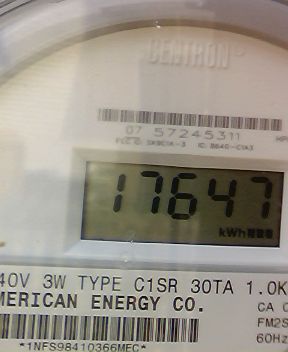 CENTRON
07 57245311
17647
kWh
40V 3W TYPE C1SR 30TA 1.0K
MERICAN ENERGY CO.
CA 0
FM2S
60Hz
*1NFS98410366MEC*